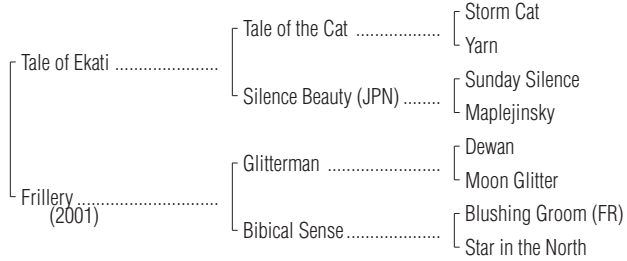 Storm Cat
Tale of the Cat ..................
Yarn
Tale of Ekati ......................
Sunday Silence
Silence Beauty (JPN) ........
Maplejinsky
Dewan
Glitterman ........................
Moon Glitter
Frillery ..............................
(2001)
Blushing Groom (FR)
Bibical Sense ....................
Star in the North